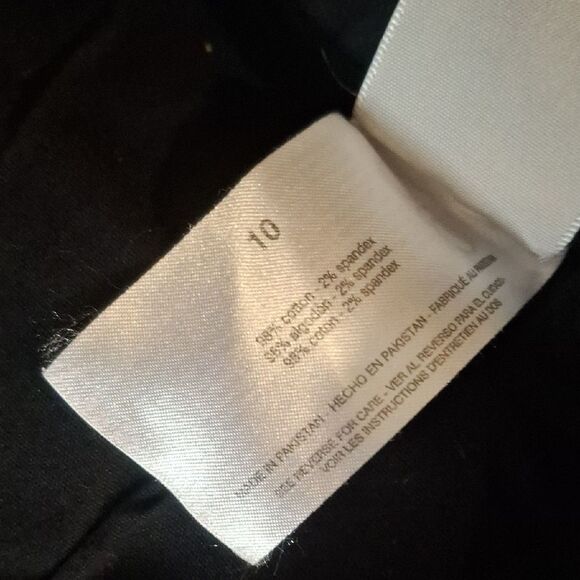 10
98% cotton - 2% spandex
98% algodón - 2% spandex
98% coton - 2% spandex
MADE IN PAKISTAN - HECHO EN PAKISTAN - FABRIQUÉ AU PAKISTAN
SEE REVERSE FOR CARE - VER AL REVERSO PARA EL CUIDADO
VOIR LES INSTRUCTIONS D'ENTRETIEN AU DOS